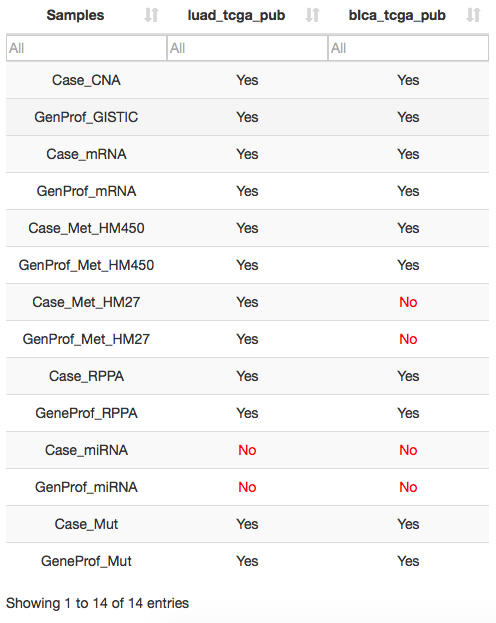 Samples luad_tcga_pub blca_tcga_pub
All All All
Case_CNA Yes Yes
GenProf_GISTIC Yes Yes
Case_mRNA Yes Yes
GenProf_mRNA Yes Yes
Case_Met_HM450 Yes Yes
GenProf_Met_HM450 Yes Yes
Case_Met_HM27 Yes No
GenProf_Met_HM27 Yes No
Case_RPPA Yes Yes
GeneProf_RPPA Yes Yes
Case_miRNA No No
GenProf_miRNA No No
Case_Mut Yes Yes
GeneProf_Mut Yes Yes
Showing 1 to 14 of 14 entries